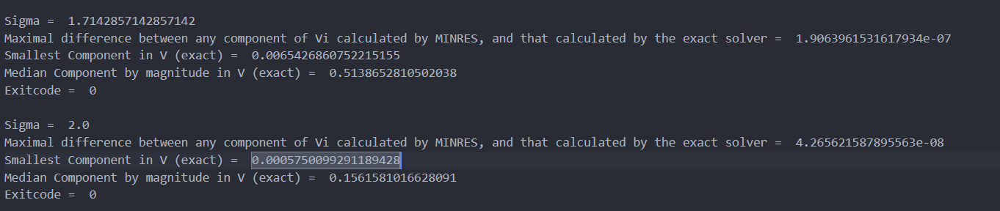 Sigma =  1.7142857142857142
Maximal difference between any component of Vi calculated by MINRES, and that calculated by the exact solver =  1.9063961531617934e-07
Smallest Component in V (exact) =  0.0065426860752215155
Median Component by magnitude in V (exact) =  0.5138652810502038
Exitcode =  0
Sigma =  2.0
Maximal difference between any component of Vi calculated by MINRES, and that calculated by the exact solver =  4.265621587895563e-08
Smallest Component in V (exact) =  0.0005750099291189428
Median Component by magnitude in V (exact) =  0.1561581016628091
Exitcode =  0